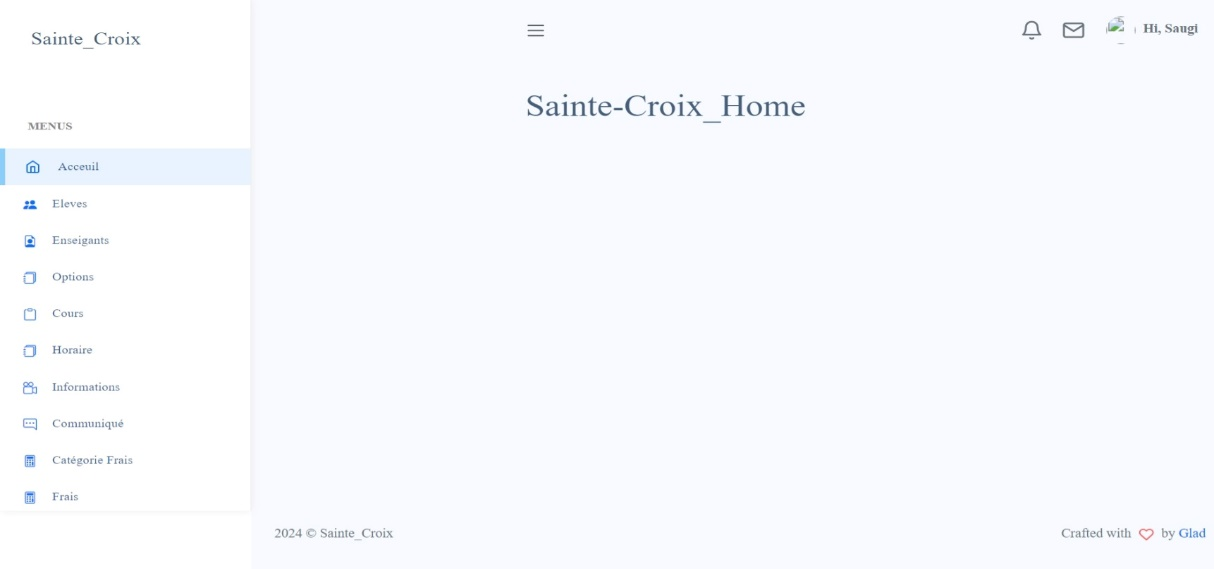 Sainte_Croix
Hi, Saugi
Sainte-Croix_Home
MENUS
Acceuil
Eleves
Enseigants
Options
Cours
Horaire
Informations
Communiqué
Catégorie Frais
Frais
2024 © Sainte_Croix
Crafted with by Glad